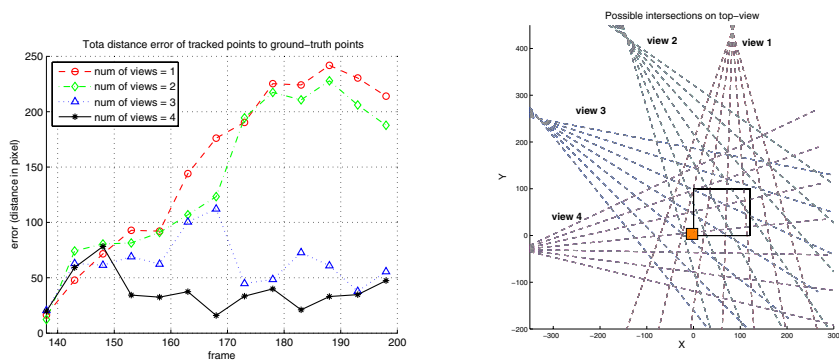 Tota distance error of tracked points to ground−truth points
250
200
150
100
50
0
140
150
160
170
180
190
200
error (distance in pixel)
frame
num of views = 1
num of views = 2
num of views = 3
num of views = 4
Possible intersections on top−view
view 1
view 2
view 3
view 4
400
300
200
100
0
−100
−200
−300
−200
−100
0
100
200
300
Y
X